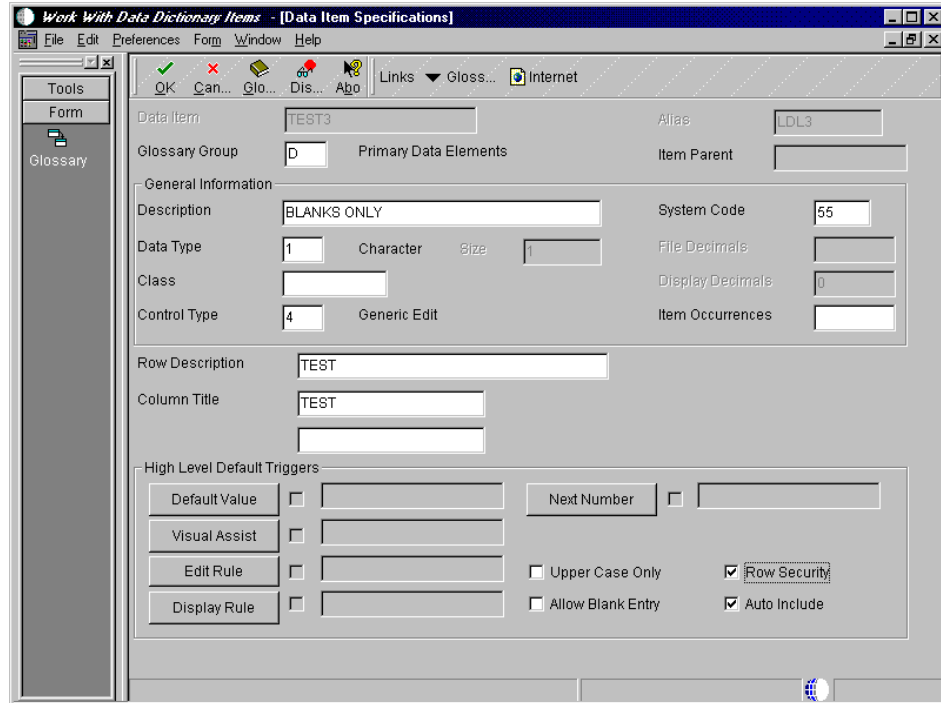 Work With Data Dictionary Items - [Data Item Specifications]
File Edit Preferences Form Window Help
Tools
Form
Glossary
OK Can... Glo... Dis... Abo Links Gloss... Internet
Data Item TEST3 Alias LDL3
Glossary Group D Primary Data Elements Item Parent
General Information
Description BLANKS ONLY System Code 55
Data Type 1 Character Size 1 File Decimals
Class Display Decimals 0
Control Type 4 Generic Edit Item Occurrences
Row Description TEST
Column Title TEST
High Level Default Triggers
Default Value Next Number
Visual Assist
Edit Rule Upper Case Only Row Security
Display Rule Allow Blank Entry Auto Include